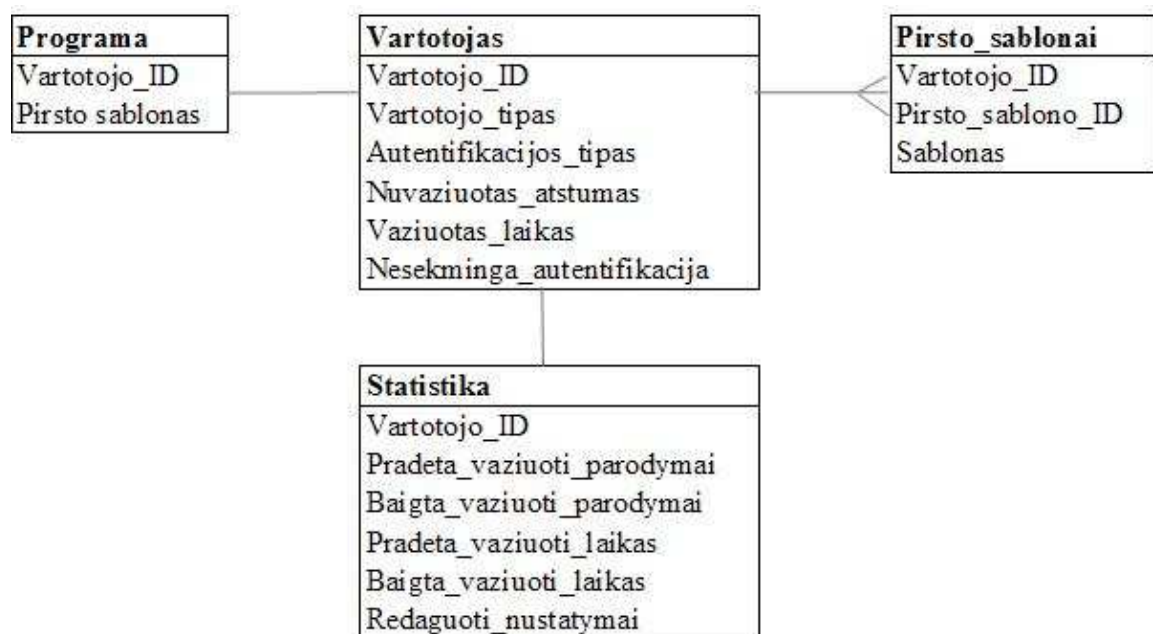 Programa
Vartotojo_ID
Pirsto sablonas
Vartotojas
Vartotojo_ID
Vartotojo_tipas
Autentifikacijos_tipas
Nuvaziuotas_atstumas
Vaziuotas_laikas
Nesekminga_autentifikacija
Pirsto_sablonai
Vartotojo_ID
Pirsto_sablono_ID
Sablonas
Statistika
Vartotojo_ID
Pradeta_vaziuoti_parodymai
Baigta_vaziuoti_parodymai
Pradeta_vaziuoti_laikas
Baigta_vaziuoti_laikas
Redaguoti_nustatymai